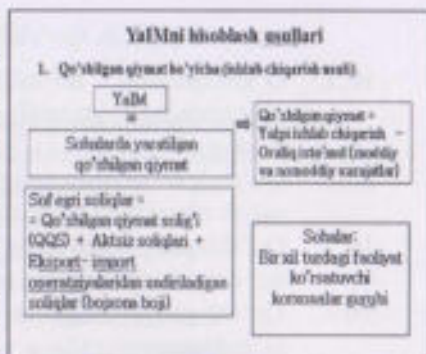 YaIMni hisoblash usullari
1. Qo'shilgan qiymat bo'yicha (ishlab chiqarish usuli)
YaIM
=
Sohalarda yaratilgan
qo'shilgan qiymat
=
Qo'shilgan qiymat =
Yalpi ishlab chiqarish –
Oraliq iste'mol (moddiy
va nomoddiy xarajatlar)
Sof egri soliqlar =
= Qo'shilgan qiymat solig'i
(QQS) + Aktsiz soliqlari +
Eksport– import
operatsiyalaridan undiriladigan
soliqlar (bojxona boji)
Sohalar:
Bir xil turdagi faoliyat
ko'rsatuvchi
korxonalar guruhi